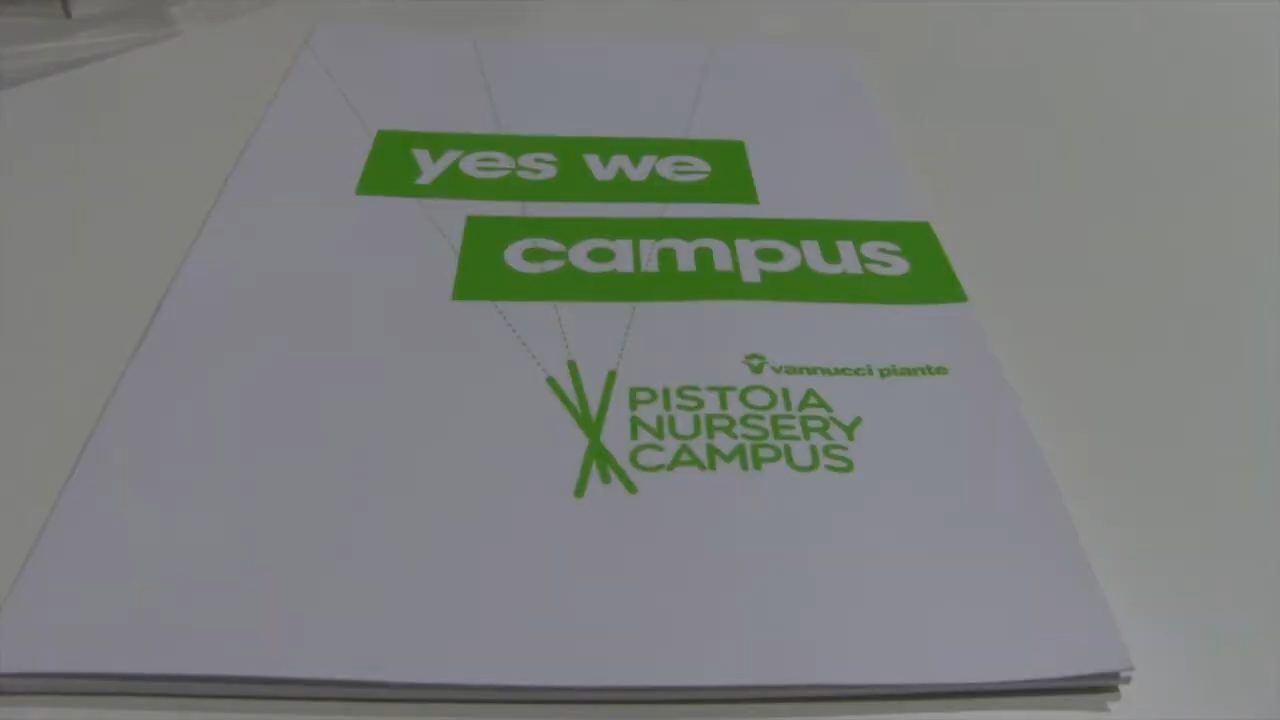 yes we
campus
vannucci piante
PISTOIA
NURSERY
CAMPUS